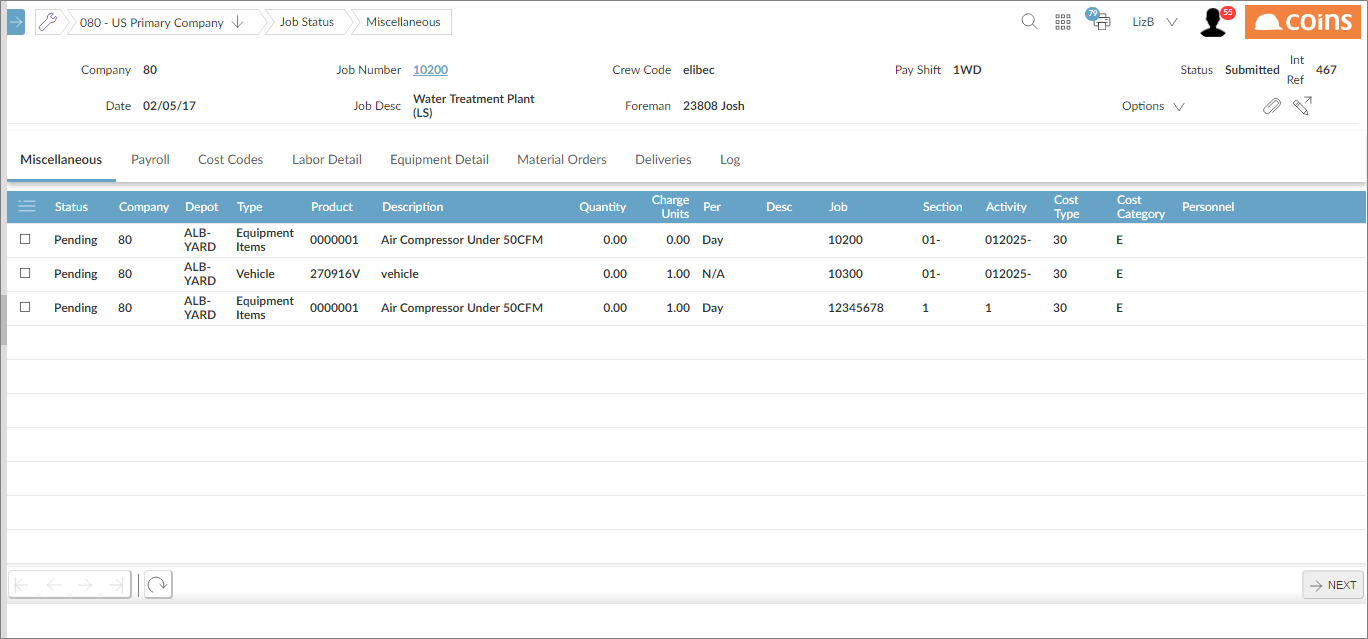 080 - US Primary Company
Job Status
Miscellaneous
79
LizB
55
coins
Company 80
Job Number 10200
Crew Code elibec
Pay Shift 1WD
Status Submitted
Int Ref 467
Date 02/05/17
Job Desc Water Treatment Plant
(LS)
Foreman 23808 Josh
Options
Miscellaneous Payroll Cost Codes Labor Detail Equipment Detail Material Orders Deliveries Log
Status Company Depot Type Product Description Quantity Charge Units Per Desc Job Section Activity Cost Type Cost Category Personnel
Pending 80 ALB-YARD Equipment Items 0000001 Air Compressor Under 50CFM 0.00 0.00 Day 10200 01- 012025- 30 E
Pending 80 ALB-YARD Vehicle 270916V vehicle 0.00 1.00 N/A 10300 01- 012025- 30 E
Pending 80 ALB-YARD Equipment Items 0000001 Air Compressor Under 50CFM 0.00 1.00 Day 12345678 1 1 30 E
NEXT